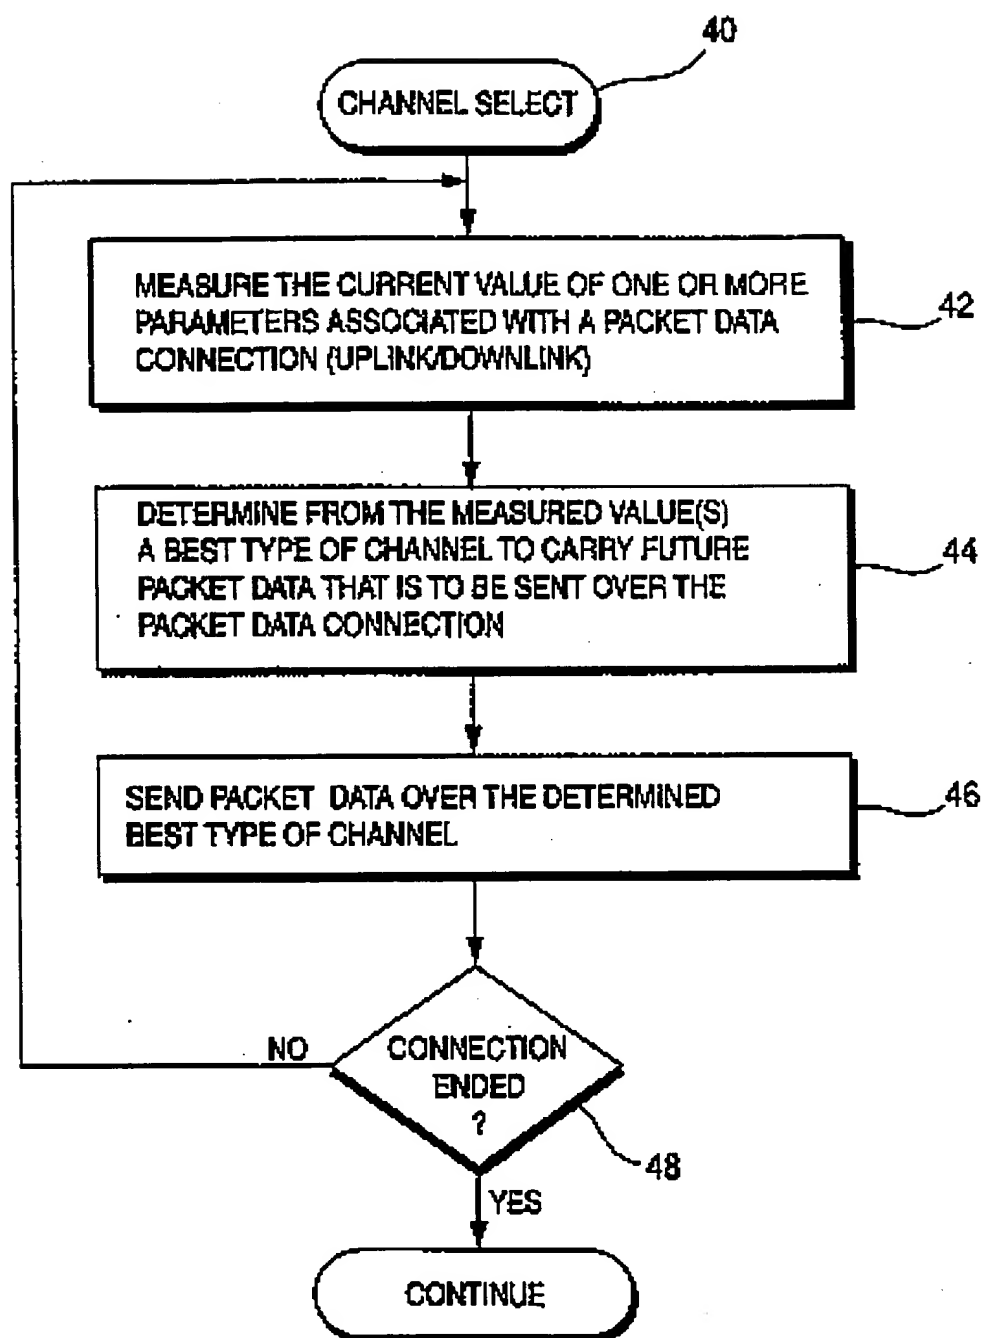 40
CHANNEL SELECT
MEASURE THE CURRENT VALUE OF ONE OR MORE
PARAMETERS ASSOCIATED WITH A PACKET DATA
CONNECTION (UPLINK/DOWNLINK)
42
DETERMINE FROM THE MEASURED VALUE(S)
A BEST TYPE OF CHANNEL TO CARRY FUTURE
PACKET DATA THAT IS TO BE SENT OVER THE
PACKET DATA CONNECTION
44
SEND PACKET DATA OVER THE DETERMINED
BEST TYPE OF CHANNEL
46
NO
CONNECTION
ENDED
?
48
YES
CONTINUE